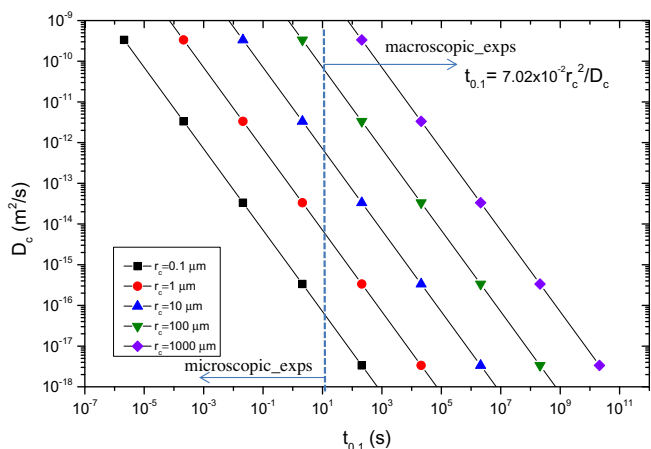 10⁻⁹
10⁻¹⁰
10⁻¹¹
10⁻¹²
10⁻¹³
10⁻¹⁴
10⁻¹⁵
10⁻¹⁶
10⁻¹⁷
10⁻¹⁸
D_c (m²/s)
macroscopic_exps
t_0.1 = 7.02x10⁻²r_c²/D_c
r_c=0.1 μm
r_c=1 μm
r_c=10 μm
r_c=100 μm
r_c=1000 μm
microscopic_exps
10⁻⁷ 10⁻⁵ 10⁻³ 10⁻¹ 10¹ 10³ 10⁵ 10⁷ 10⁹ 10¹¹
t_0.1 (s)